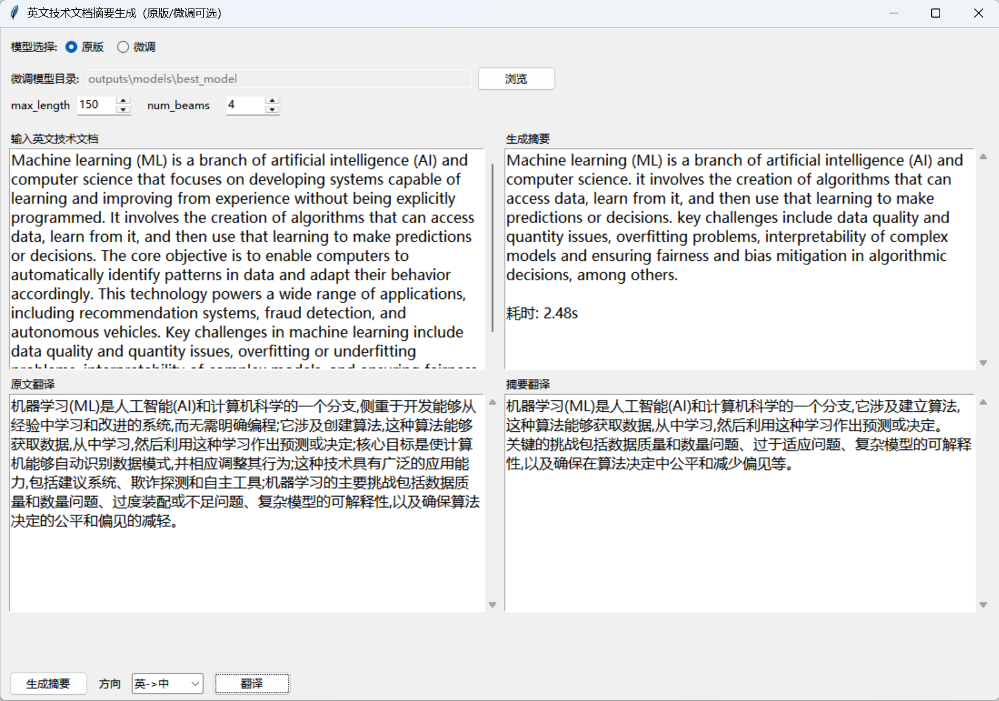 英文技术文档摘要生成（原版/微调可选）
模型选择: 原版 微调
微调模型目录: outputs\models\best_model 浏览
max_length 150 num_beams 4
输入英文技术文档
Machine learning (ML) is a branch of artificial intelligence (AI) and
computer science that focuses on developing systems capable of
learning and improving from experience without being explicitly
programmed. It involves the creation of algorithms that can access
data, learn from it, and then use that learning to make predictions
or decisions. The core objective is to enable computers to
automatically identify patterns in data and adapt their behavior
accordingly. This technology powers a wide range of applications,
including recommendation systems, fraud detection, and
autonomous vehicles. Key challenges in machine learning include
data quality and quantity issues, overfitting or underfitting
problems, interpretability of complex models, and ensuring fairness
生成摘要
Machine learning (ML) is a branch of artificial intelligence (AI) and
computer science. it involves the creation of algorithms that can
access data, learn from it, and then use that learning to make
predictions or decisions. key challenges include data quality and
quantity issues, overfitting problems, interpretability of complex
models and ensuring fairness and bias mitigation in algorithmic
decisions, among others.
耗时: 2.48s
原文翻译
机器学习(ML)是人工智能(AI)和计算机科学的一个分支,侧重于开发能够从
经验中学习和改进的系统,而无需明确编程;它涉及创建算法,这种算法能够
获取数据,从中学习,然后利用这种学习作出预测或决定;核心目标是使计算
机能够自动识别数据模式,并相应调整其行为;这种技术具有广泛的应用能
力,包括建议系统、欺诈探测和自主工具;机器学习的主要挑战包括数据质
量和数量问题、过度装配或不足问题、复杂模型的可解释性,以及确保算法
决定的公平和偏见的减轻。
摘要翻译
机器学习(ML)是人工智能(AI)和计算机科学的一个分支,它涉及建立算法,
这种算法能够获取数据,从中学习,然后利用这种学习作出预测或决定。
关键的挑战包括数据质量和数量问题、过于适应问题、复杂模型的可解释
性,以及确保在算法决定中公平和减少偏见等。
生成摘要 方向 英->中 翻译